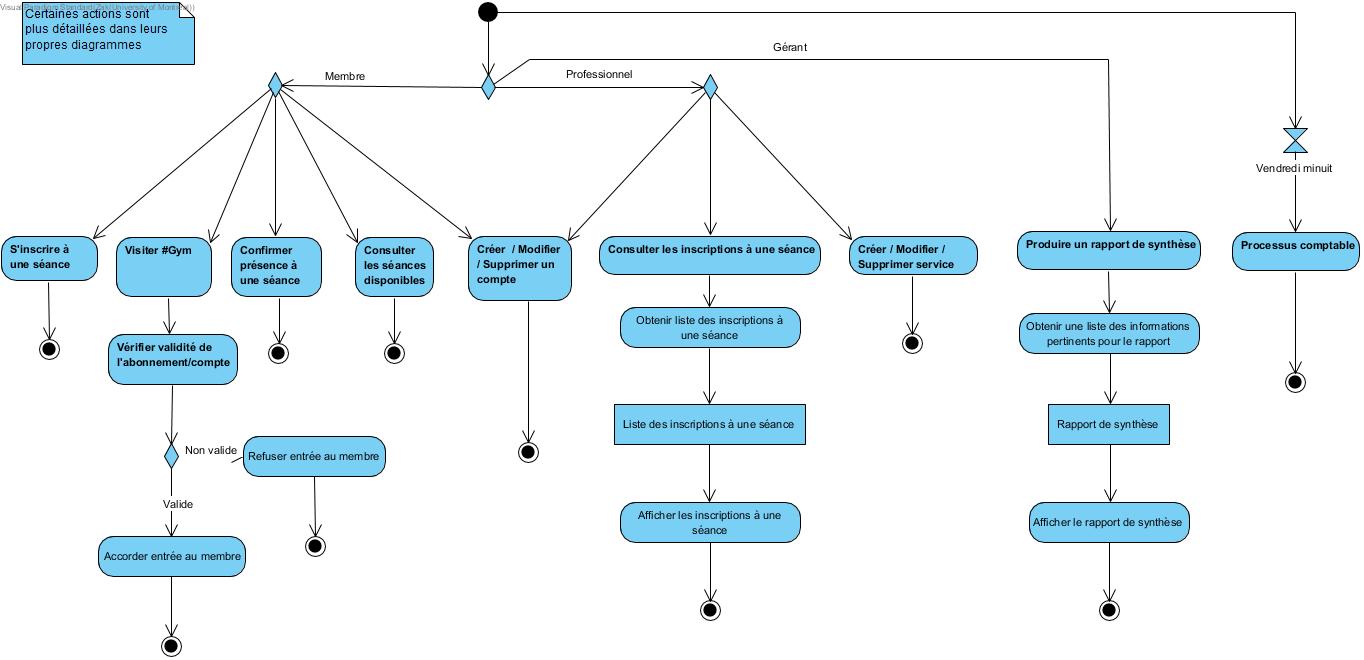 Visual Paradigm Standard(Zak(University of Montreal))
Certaines actions sont
plus détaillées dans leurs
propres diagrammes
Gérant
Membre
Professionnel
Vendredi minuit
S'inscrire à
une séance
Visiter #Gym
Confirmer
présence à
une séance
Consulter
les séances
disponibles
Créer / Modifier
/ Supprimer un
compte
Consulter les inscriptions à une séance
Créer / Modifier /
Supprimer service
Produire un rapport de synthèse
Processus comptable
Vérifier validité de
l'abonnement/compte
Obtenir liste des inscriptions à
une séance
Obtenir une liste des informations
pertinents pour le rapport
Non valide
Refuser entrée au membre
Liste des inscriptions à une séance
Rapport de synthèse
Valide
Accorder entrée au membre
Afficher les inscriptions à une
séance
Afficher le rapport de synthèse